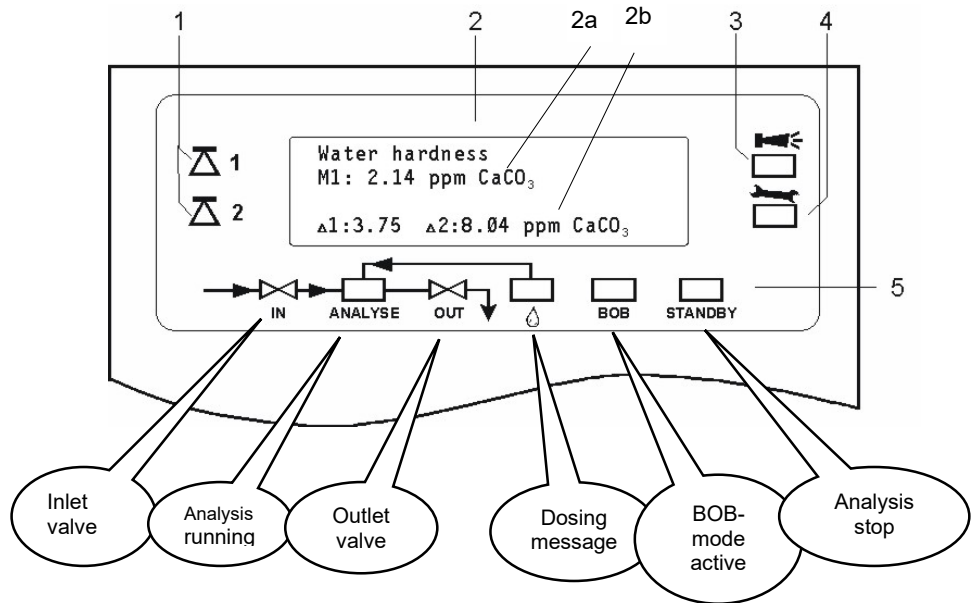 1
2
2a
2b
3
4
1
2
Water hardness
M1: 2.14 ppm CaCO₃
▵1:3.75 ▵2:8.04 ppm CaCO₃
5
IN
ANALYSE
OUT
BOB
STANDBY
Inlet
valve
Analysis
running
Outlet
valve
Dosing
message
BOB-
mode
active
Analysis
stop